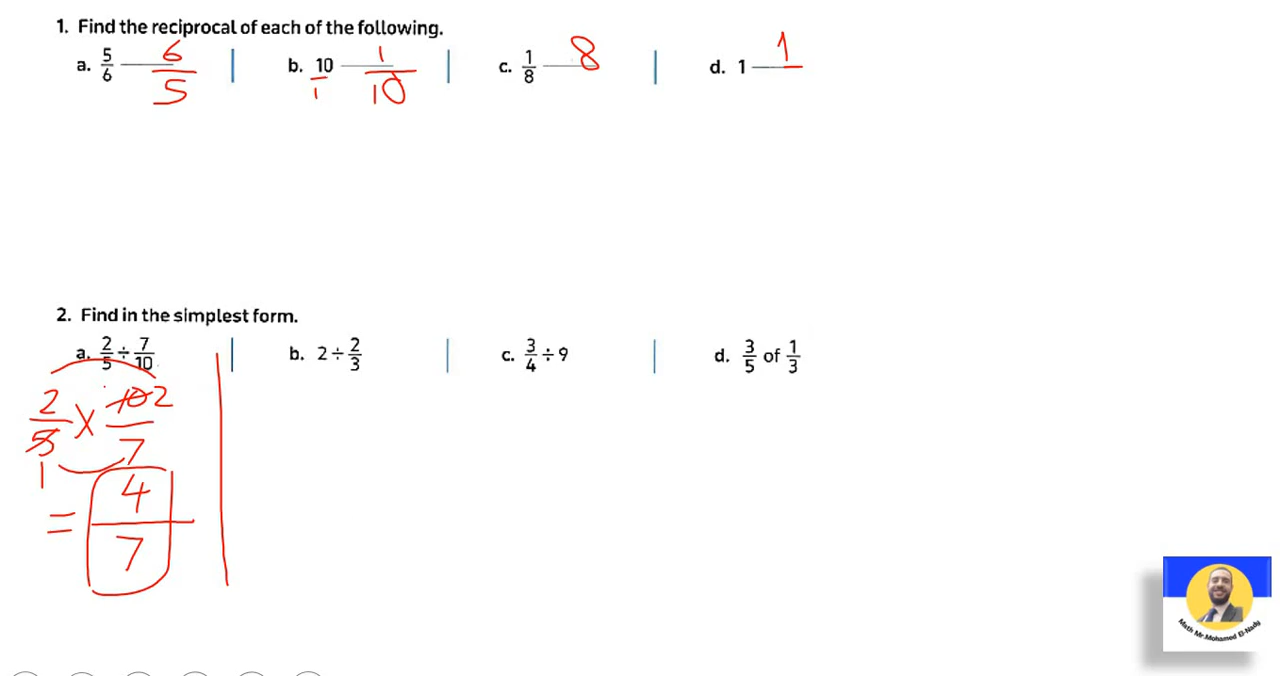 1. Find the reciprocal of each of the following.
a. 5/6 6/5 | b. 10/1 1/10 | c. 1/8 8 | d. 1 1
2. Find in the simplest form.
a. 2/5 ÷ 7/10 | b. 2 ÷ 2/3 | c. 3/4 ÷ 9 | d. 3/5 of 1/3
2/5 × 10/7
1 2
= 4/7
Math Mr.Mohamed El-Nady